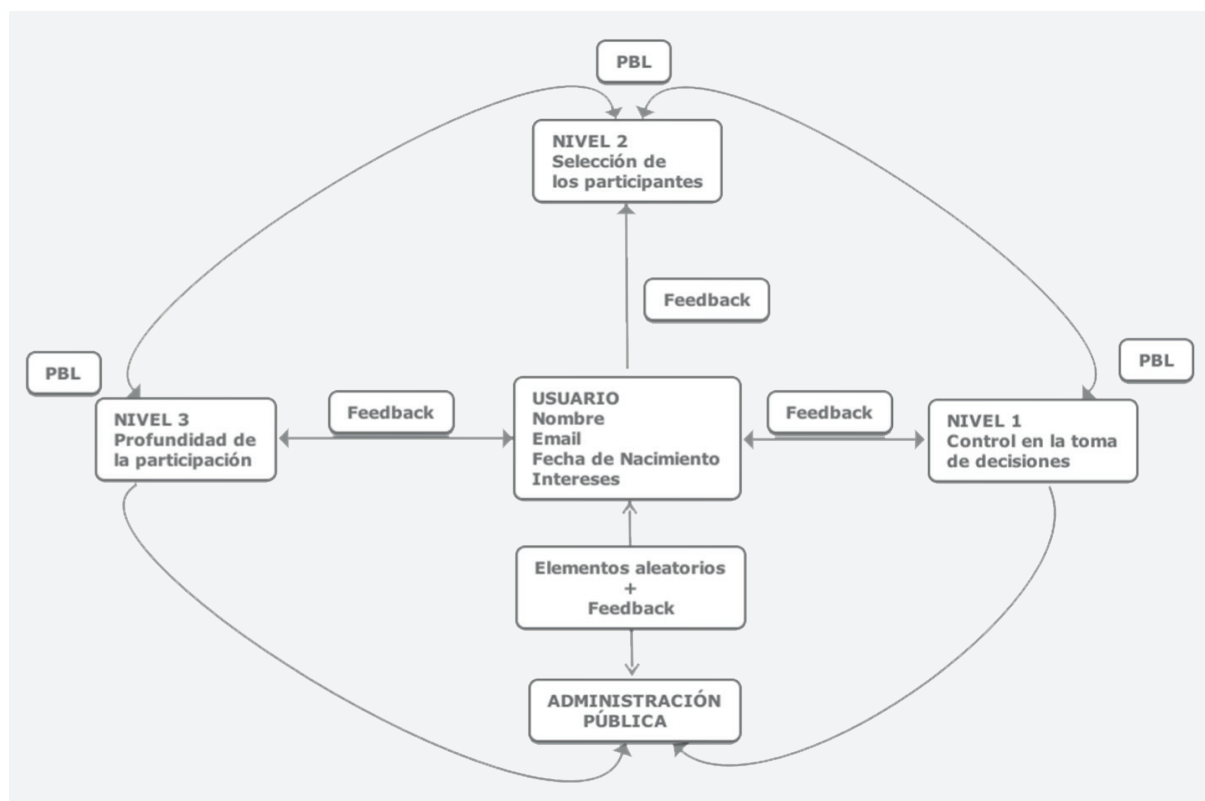 PBL
NIVEL 2
Selección de
los participantes
Feedback
PBL
PBL
NIVEL 3
Profundidad de
la participación
Feedback
USUARIO
Nombre
Email
Fecha de Nacimiento
Intereses
Feedback
NIVEL 1
Control en la toma
de decisiones
Elementos aleatorios
+
Feedback
ADMINISTRACIÓN
PÚBLICA